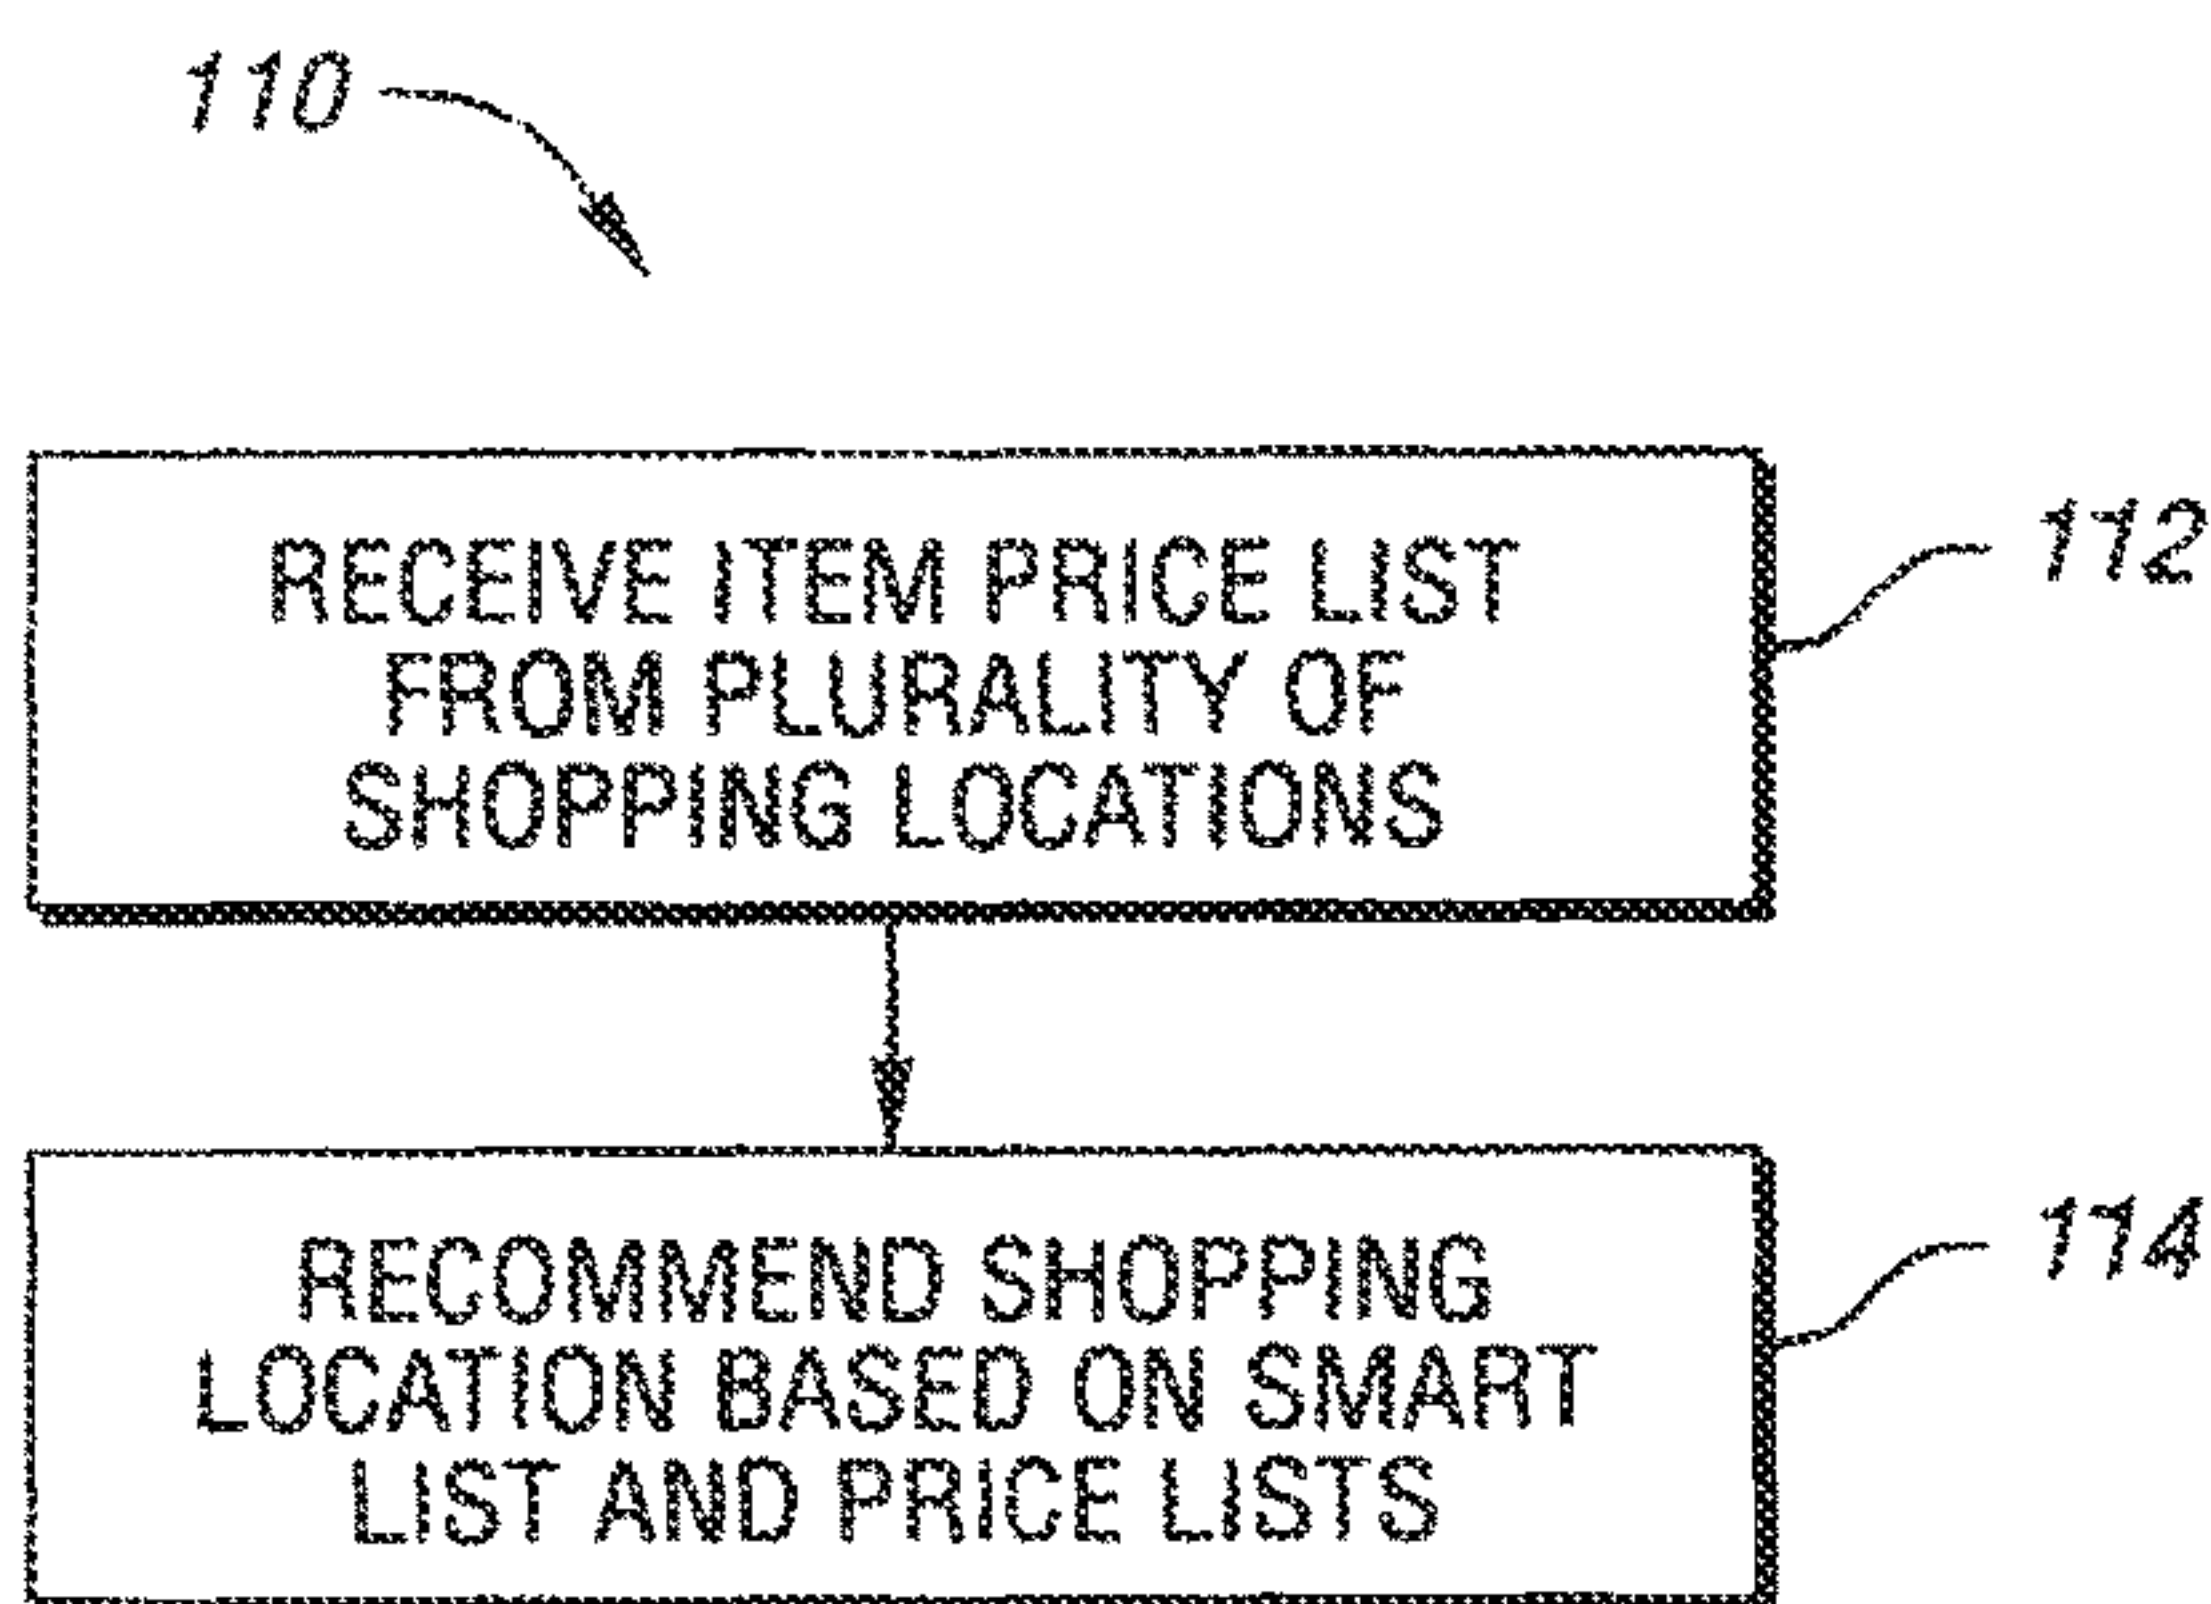 110
RECEIVE ITEM PRICE LIST
FROM PLURALITY OF
SHOPPING LOCATIONS
112
RECOMMEND SHOPPING
LOCATION BASED ON SMART
LIST AND PRICE LISTS
114